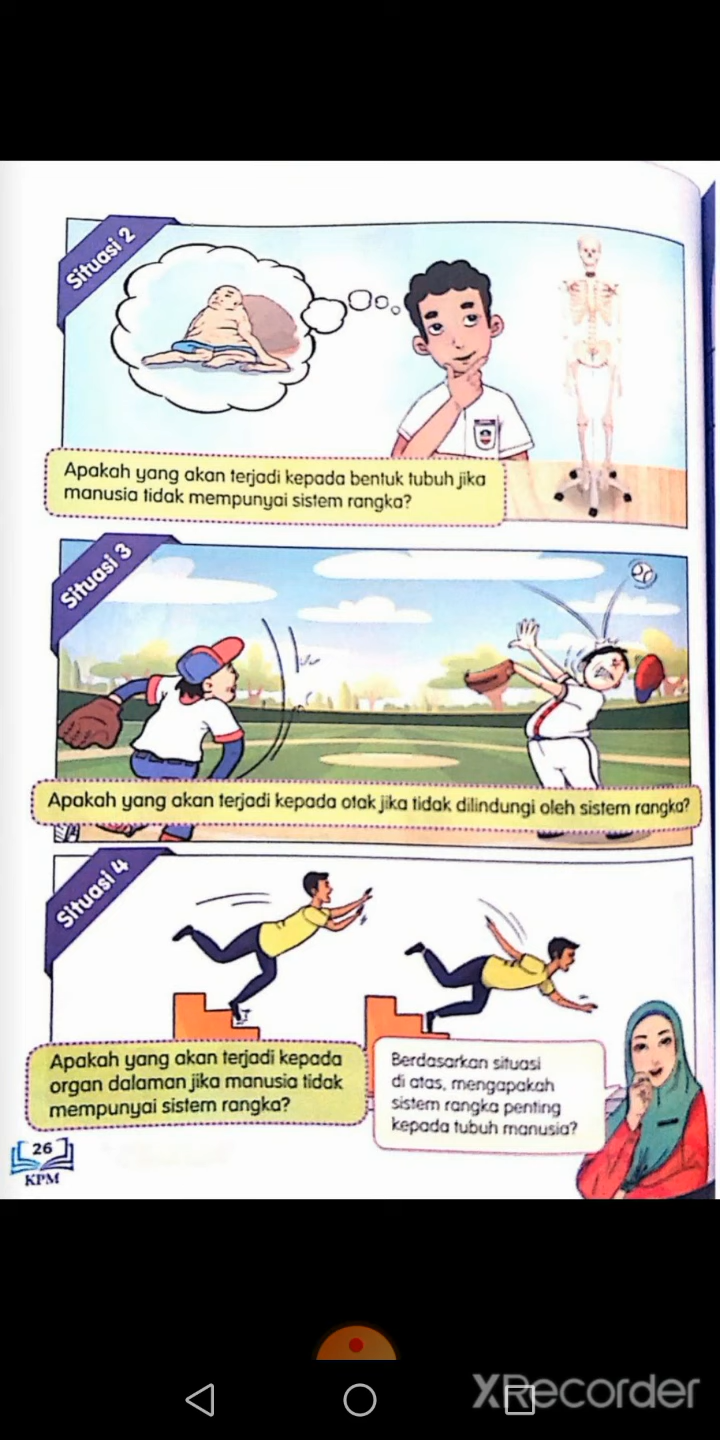 Situasi 2
Apakah yang akan terjadi kepada bentuk tubuh jika
manusia tidak mempunyai sistem rangka?
Situasi 3
Apakah yang akan terjadi kepada otak jika tidak dilindungi oleh sistem rangka?
Situasi 4
Apakah yang akan terjadi kepada
organ dalaman jika manusia tidak
mempunyai sistem rangka?
Berdasarkan situasi
di atas, mengapakah
sistem rangka penting
kepada tubuh manusia?
26
KPM
XRecorder